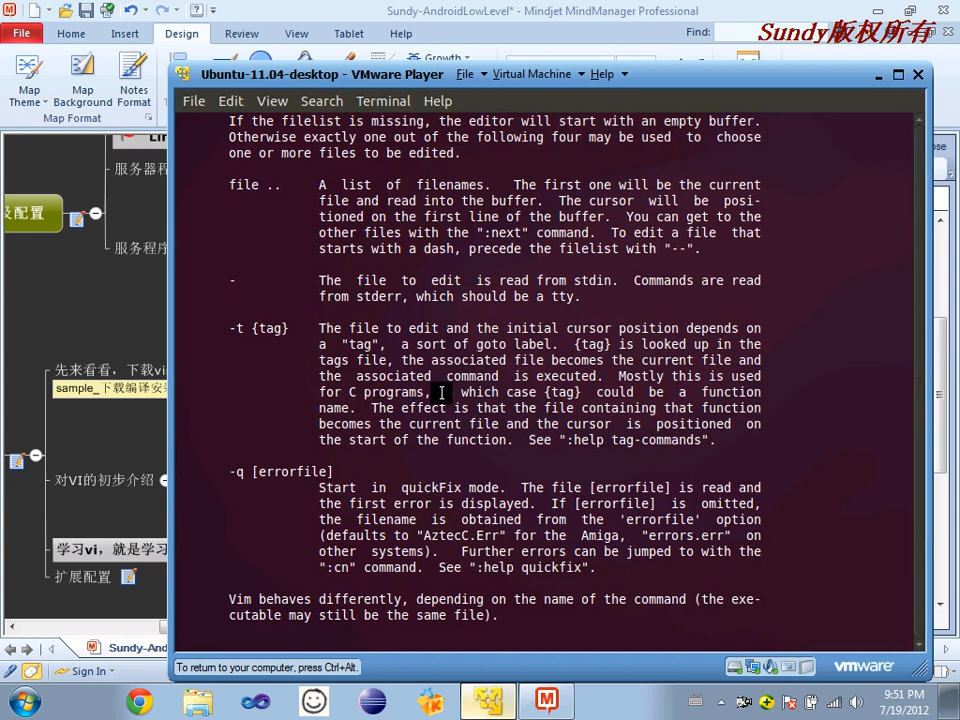 Sundy-AndroidLowLevel* - Mindjet MindManager Professional
File Home Insert Design Review View Tablet Help
Find:
Sundy版权所有
Map Theme
Map Background
Notes Format
Growth
Map Format
Ubuntu-11.04-desktop - VMware Player File Virtual Machine Help
File Edit View Search Terminal Help
If the filelist is missing, the editor will start with an empty buffer.
Otherwise exactly one out of the following four may be used to choose
one or more files to be edited.
file .. A list of filenames. The first one will be the current
file and read into the buffer. The cursor will be posi-
tioned on the first line of the buffer. You can get to the
other files with the ":next" command. To edit a file that
starts with a dash, precede the filelist with "--".
- The file to edit is read from stdin. Commands are read
from stderr, which should be a tty.
-t {tag} The file to edit and the initial cursor position depends on
a "tag", a sort of goto label. {tag} is looked up in the
tags file, the associated file becomes the current file and
the associated command is executed. Mostly this is used
for C programs, which case {tag} could be a function
name. The effect is that the file containing that function
becomes the current file and the cursor is positioned on
the start of the function. See ":help tag-commands".
-q [errorfile]
Start in quickFix mode. The file [errorfile] is read and
the first error is displayed. If [errorfile] is omitted,
the filename is obtained from the 'errorfile' option
(defaults to "AztecC.Err" for the Amiga, "errors.err" on
other systems). Further errors can be jumped to with the
":cn" command. See ":help quickfix".
Vim behaves differently, depending on the name of the command (the exe-
cutable may still be the same file).
服务器程
及配置
服务程序
先来看看，下载vi
sample_下载编译安装
对VI的初步介绍
学习vi，就是学习
扩展配置
Sundy-And
Sign In
To return to your computer, press Ctrl+Alt.
vmware
9:51 PM
7/19/2012